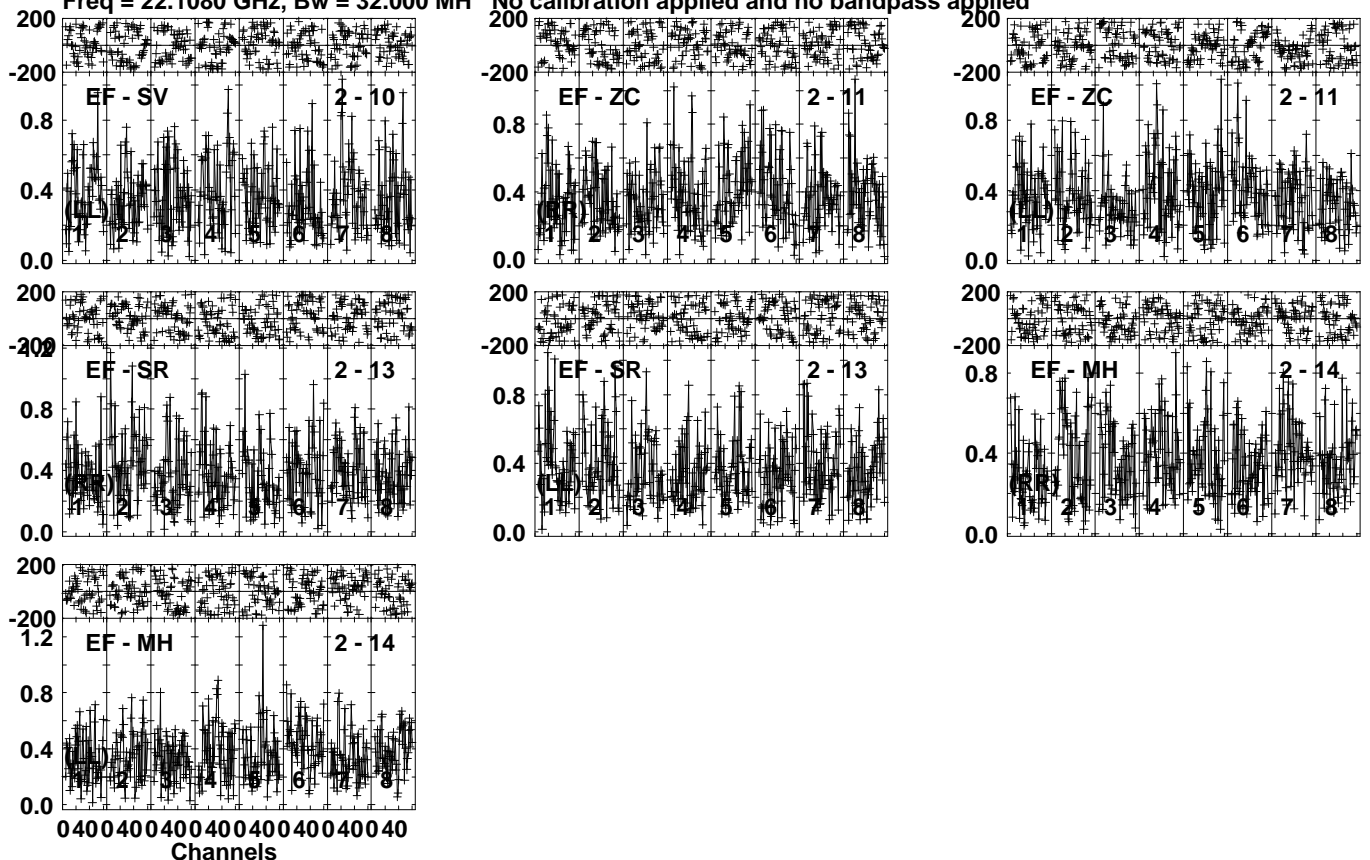 Freq = 22.1080 GHz, Bw = 32.000 MH No calibration applied and no bandpass applied
200 200 200
-200 -200 -200
EF - SV 2 - 10 EF - ZC 2 - 11 EF - ZC 2 - 11
0.8 0.8 0.8
0.4 0.4 0.4
(LL) (RR) (LL)
1 2 3 4 5 6 7 8 1 2 3 4 5 6 7 8 1 2 3 4 5 6 7 8
0.0 0.0 0.0
200 200 200
-200 -200 -200
1.2
EF - SR 2 - 13 EF - SR 2 - 13 EF - MH 2 - 14
0.8 0.8 0.8
0.4 0.4 0.4
(RR) (LL) (RR)
1 2 3 4 5 6 7 8 1 2 3 4 5 6 7 8 1 2 3 4 5 6 7 8
0.0 0.0 0.0
200
-200
1.2
EF - MH 2 - 14
0.8
0.4
(LL)
1 2 3 4 5 6 7 8
0.0
0 40 0 40 0 40 0 40 0 40 0 40 0 40 0 40
Channels